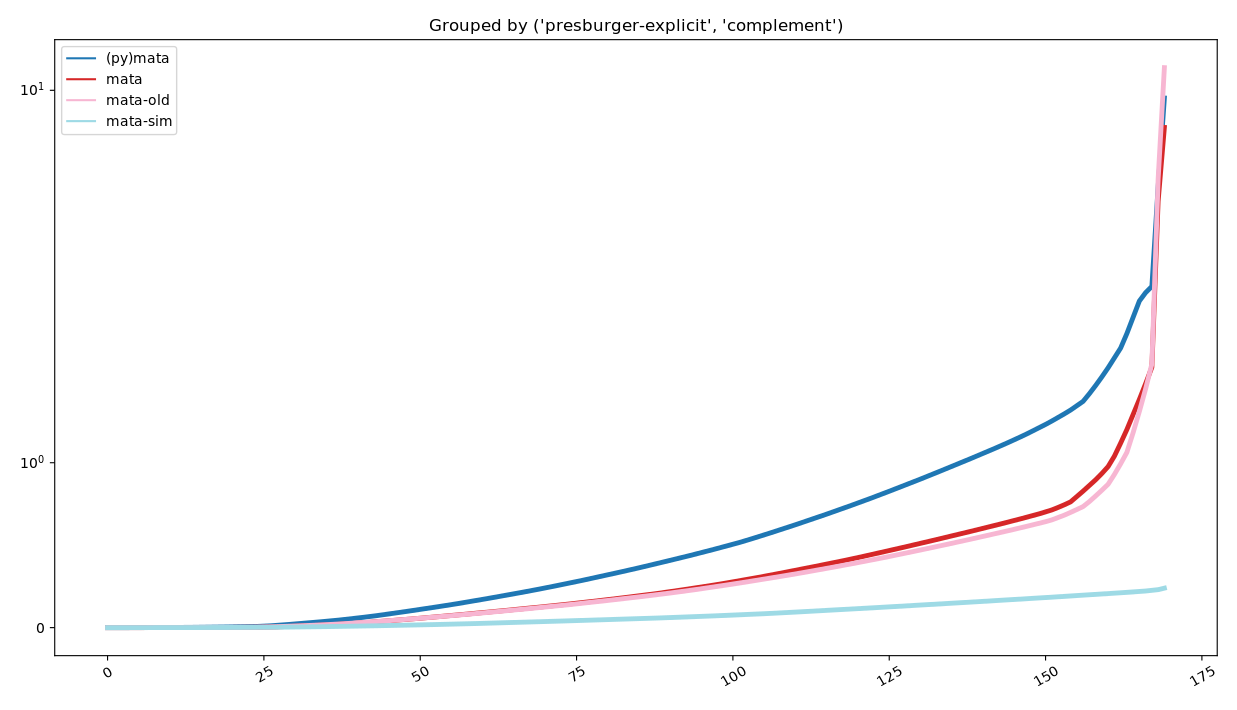 Grouped by ('presburger-explicit', 'complement')
(py)mata
mata
mata-old
mata-sim
10¹
10⁰
0
0
25
50
75
100
125
150
175